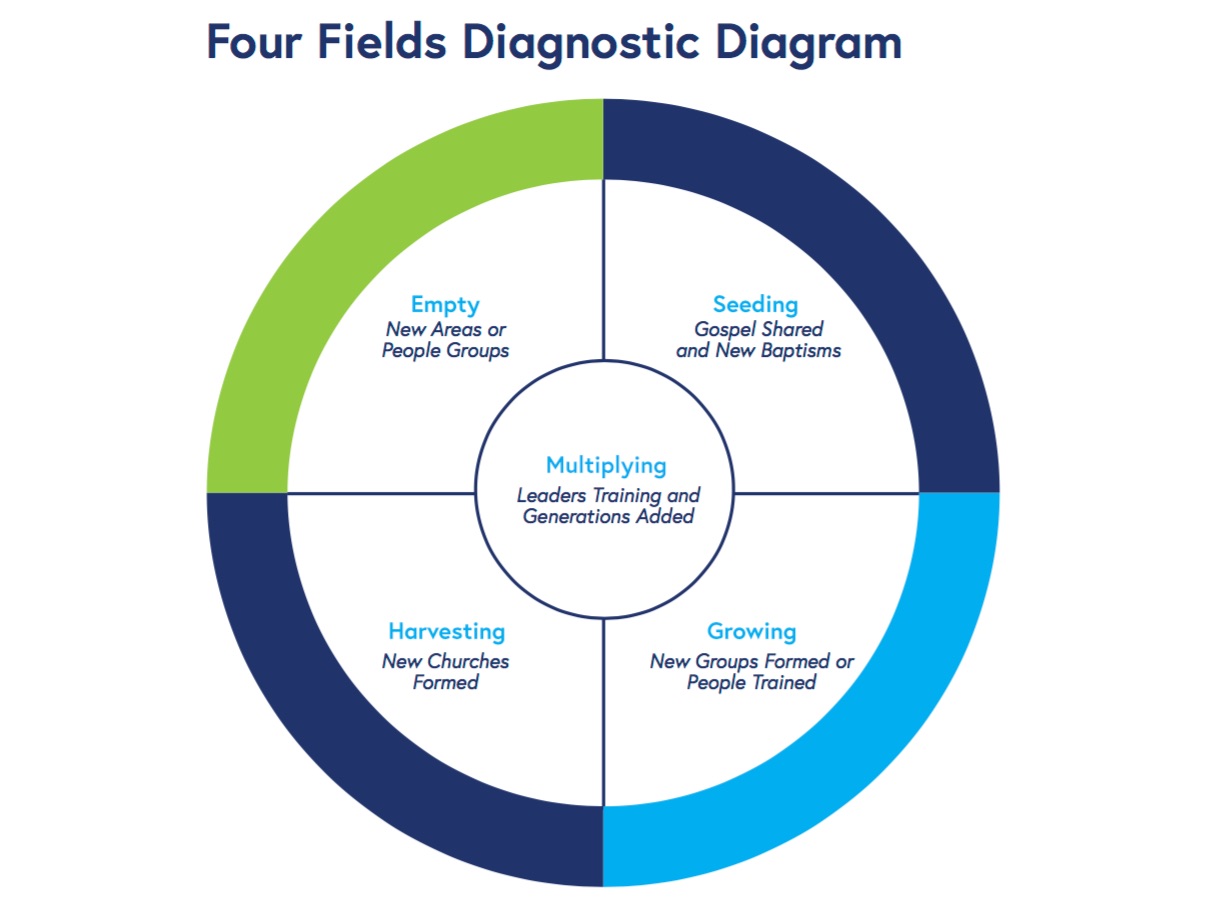 Four Fields Diagnostic Diagram
Empty
New Areas or
People Groups
Seeding
Gospel Shared
and New Baptisms
Multiplying
Leaders Training and
Generations Added
Harvesting
New Churches
Formed
Growing
New Groups Formed or
People Trained